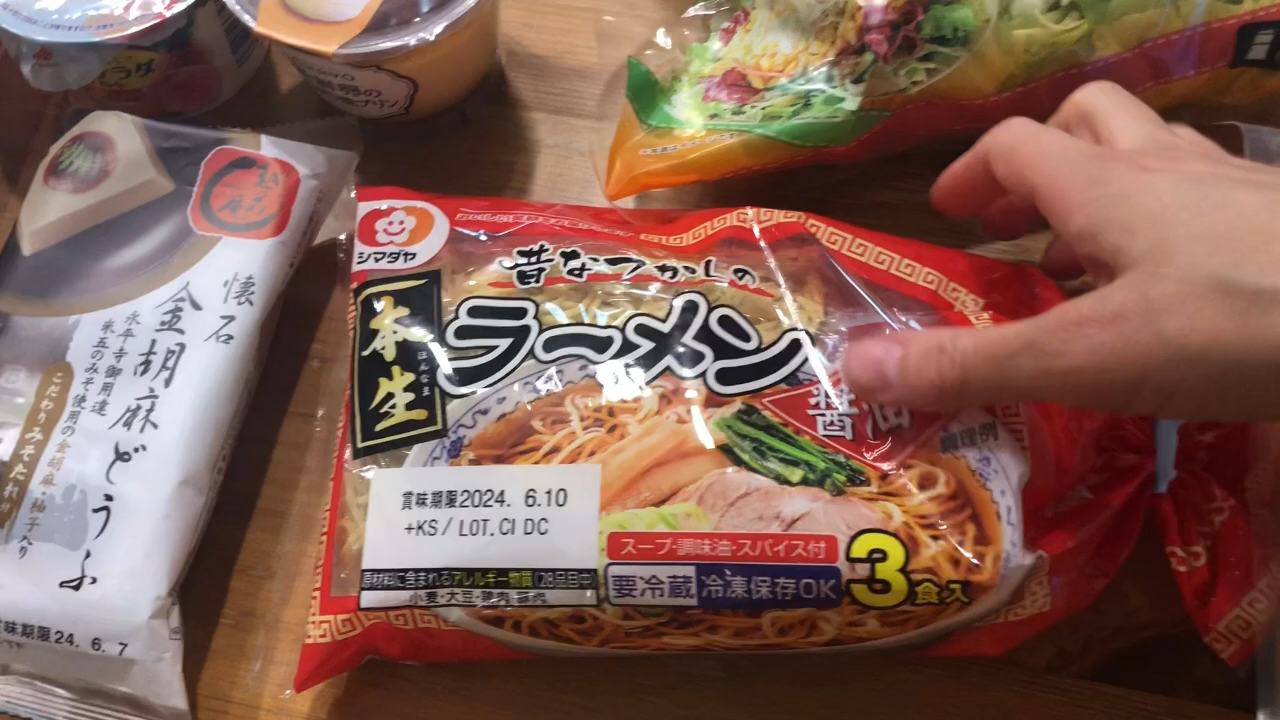 シマダヤ
昔なつかしの
本生
ほんなま
ラーメン
醤油
調理例
賞味期限2024. 6.10
+KS/ LOT. CI DC
原材料に含まれるアレルギー物質(28品目中)
小麦・大豆・鶏肉・豚肉
スープ・調味油・スパイス付
要冷蔵 冷凍保存OK
3食入
懐石
金胡麻どうふ
永平寺御用達
米五のみそ使用の金胡麻・柚子入り
こだわりみそたれ付
賞味期限24. 6. 7